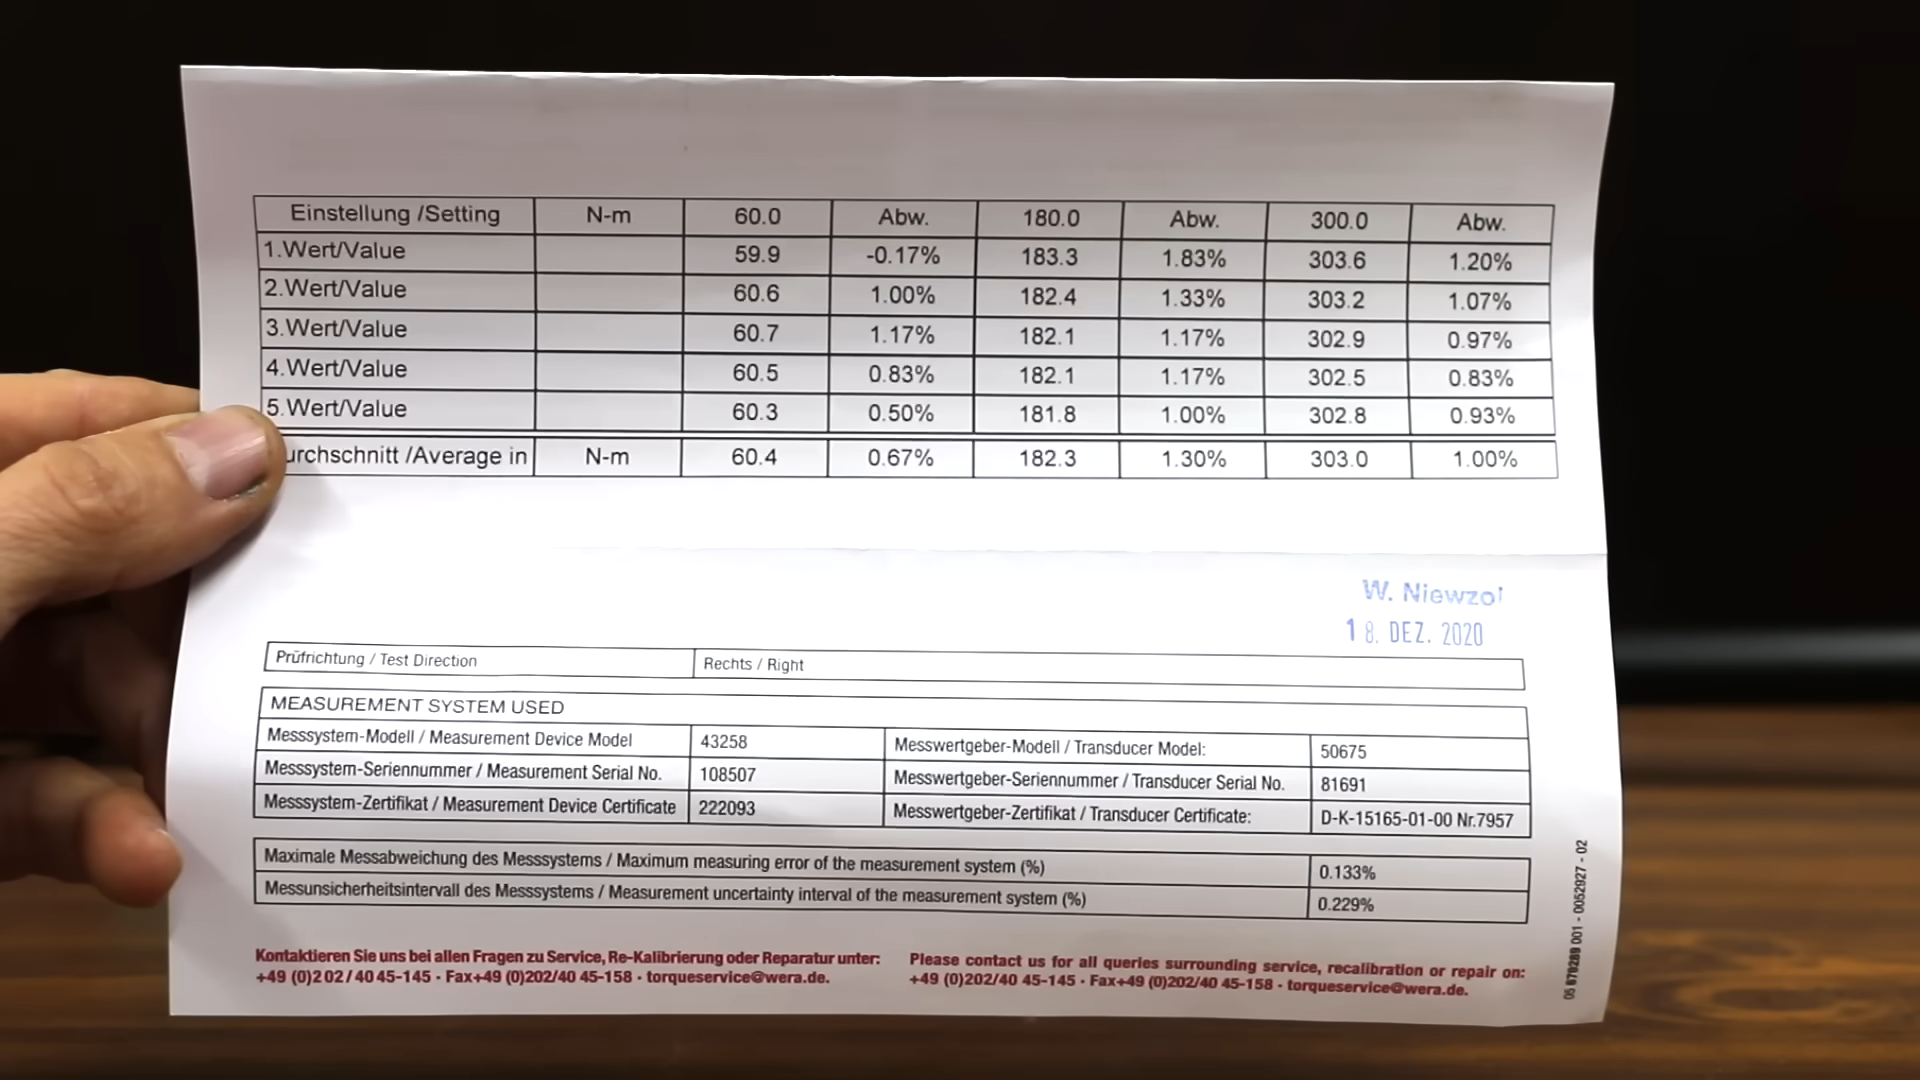 Einstellung /Setting N-m 60.0 Abw. 180.0 Abw. 300.0 Abw.
1.Wert/Value 59.9 -0.17% 183.3 1.83% 303.6 1.20%
2.Wert/Value 60.6 1.00% 182.4 1.33% 303.2 1.07%
3.Wert/Value 60.7 1.17% 182.1 1.17% 302.9 0.97%
4.Wert/Value 60.5 0.83% 182.1 1.17% 302.5 0.83%
5.Wert/Value 60.3 0.50% 181.8 1.00% 302.8 0.93%
urchschnitt /Average in N-m 60.4 0.67% 182.3 1.30% 303.0 1.00%
W. Niewzol
18. DEZ. 2020
Prüfrichtung / Test Direction Rechts / Right
MEASUREMENT SYSTEM USED
Messsystem-Modell / Measurement Device Model 43258 Messwertgeber-Modell / Transducer Model: 50675
Messsystem-Seriennummer / Measurement Serial No. 108507 Messwertgeber-Seriennummer / Transducer Serial No. 81691
Messsystem-Zertifikat / Measurement Device Certificate 222093 Messwertgeber-Zertifikat / Transducer Certificate: D-K-15165-01-00 Nr.7957
Maximale Messabweichung des Messsystems / Maximum measuring error of the measurement system (%) 0.133%
Messunsicherheitsintervall des Messsystems / Measurement uncertainty interval of the measurement system (%) 0.229%
Kontaktieren Sie uns bei allen Fragen zu Service, Re-Kalibrierung oder Reparatur unter:
+49 (0)202/40 45-145 · Fax+49 (0)202/40 45-158 · torqueservice@wera.de.
Please contact us for all queries surrounding service, recalibration or repair on:
+49 (0)202/40 45-145 · Fax+49 (0)202/40 45-158 · torqueservice@wera.de.
001 - 0052927 - 02